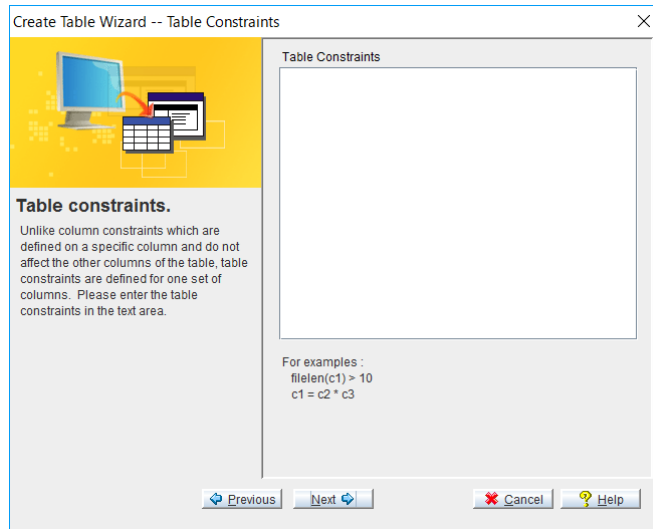 Create Table Wizard -- Table Constraints
Table constraints.
Unlike column constraints which are
defined on a specific column and do not
affect the other columns of the table, table
constraints are defined for one set of
columns. Please enter the table
constraints in the text area.
Table Constraints
For examples :
filelen(c1) > 10
c1 = c2 * c3
Previous
Next
Cancel
Help